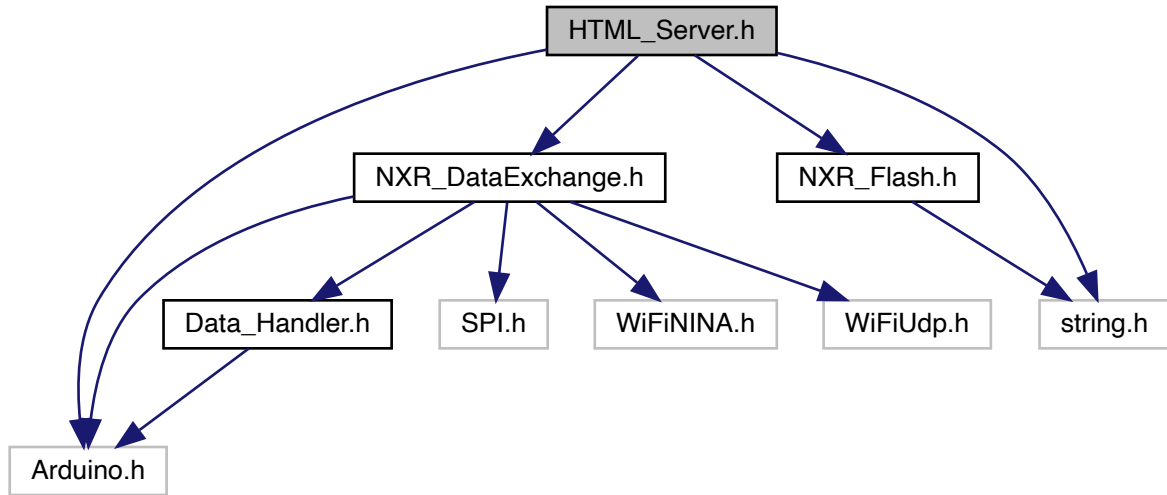 HTML_Server.h
NXR_DataExchange.h
NXR_Flash.h
Data_Handler.h
SPI.h
WiFiNINA.h
WiFiUdp.h
string.h
Arduino.h